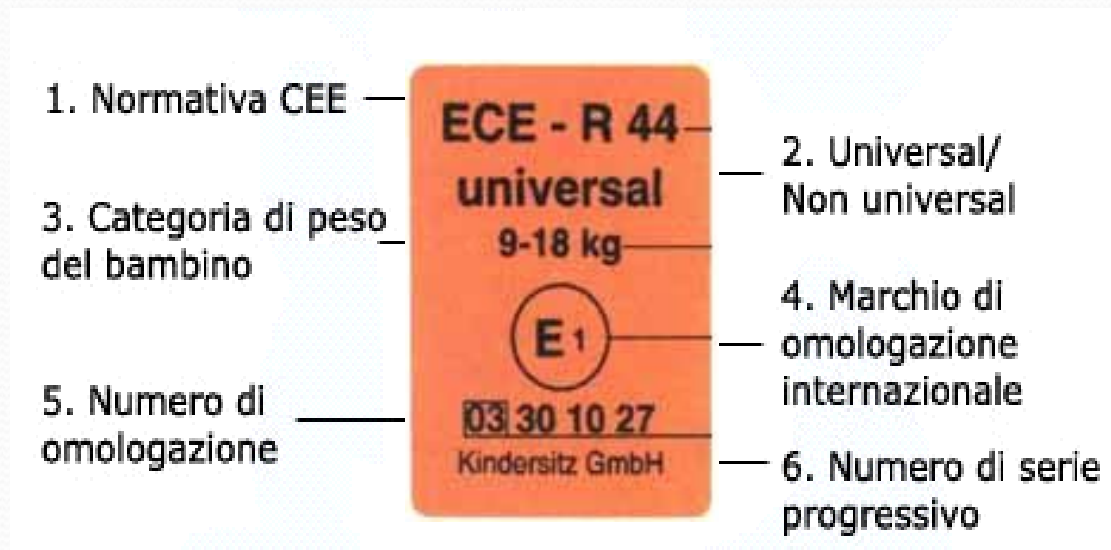 1. Normativa CEE
ECE - R 44
universal
2. Universal/
Non universal
3. Categoria di peso
del bambino
9-18 kg
E 1
4. Marchio di
omologazione
internazionale
5. Numero di
omologazione
03 30 10 27
Kindersitz GmbH
6. Numero di serie
progressivo